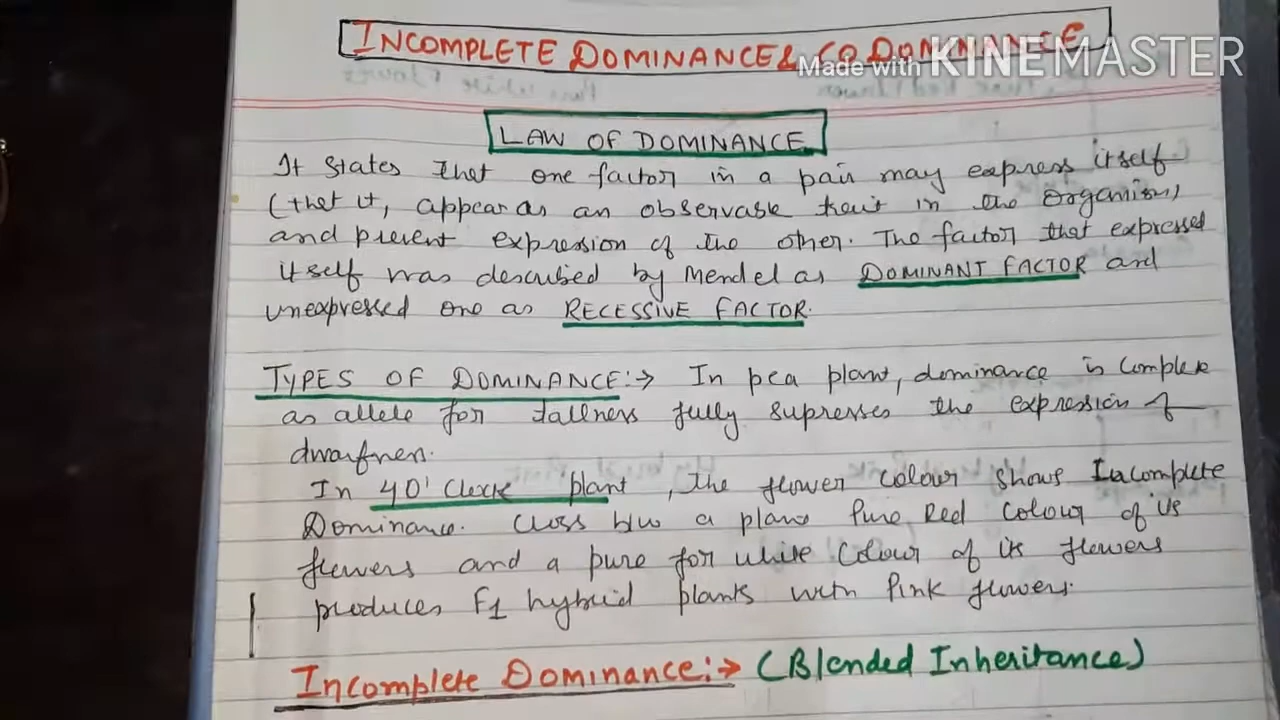 INCOMPLETE DOMINANCE & CO DOMINANCE
Made with KINEMASTER
LAW OF DOMINANCE
It states that one factor in a pair may express itself
(that it, appear as an observable trait in the organism)
and prevent expression of the other. The factor that expressed
itself was described by Mendel as DOMINANT FACTOR and
unexpressed one as RECESSIVE FACTOR.
TYPES OF DOMINANCE:→ In pea plant, dominance is complete
as allele for tallness fully supresses the expression of
dwarfness.
In 4O' Clock plant, the flower colour shows Incomplete
Dominance. Cross b/w a plant Pure Red Colour of its
flowers and a pure for white colour of its flowers
produces F1 hybrid plants with Pink flowers.
Incomplete Dominance:→ (Blended Inheritance)